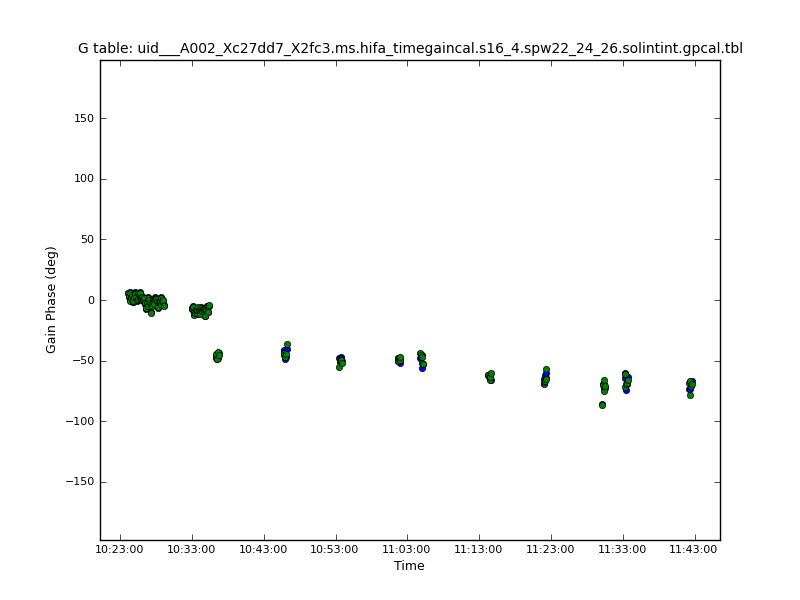 G table: uid___A002_Xc27dd7_X2fc3.ms.hifa_timegaincal.s16_4.spw22_24_26.solintint.gpcal.tbl
150
100
50
0
−50
−100
−150
Gain Phase (deg)
10:23:00 10:33:00 10:43:00 10:53:00 11:03:00 11:13:00 11:23:00 11:33:00 11:43:00
Time